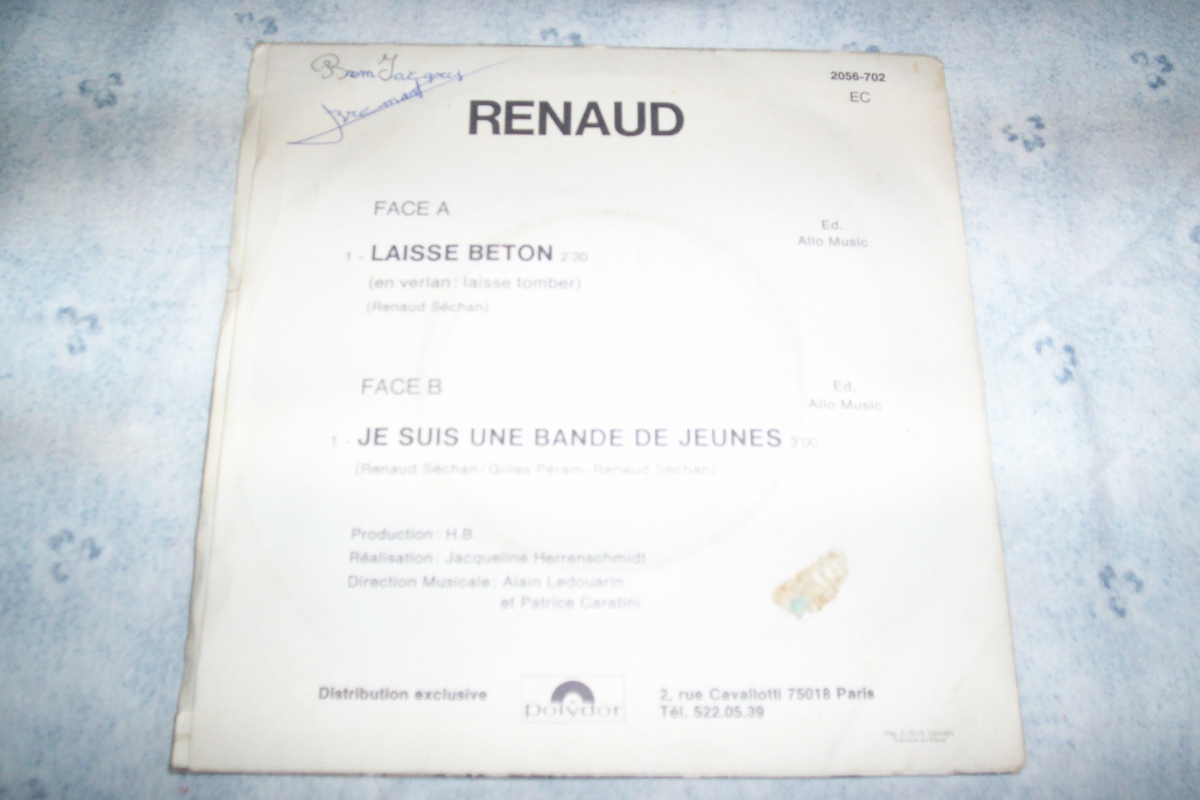 2056-702
EC
RENAUD
FACE A
Ed.
Allo Music
1 - LAISSE BETON 2'30
(en verlan: laisse tomber)
(Renaud Séchan)
FACE B
Ed.
Allo Music
1 - JE SUIS UNE BANDE DE JEUNES 3'00
(Renaud Séchan/Gilles Péram-Renaud Séchan)
Production: H.B.
Réalisation: Jacqueline Herrenschmidt
Direction Musicale: Alain Ledouarin
et Patrice Caratini
Distribution exclusive
polydor
2, rue Cavallotti 75018 Paris
Tél. 522.05.39